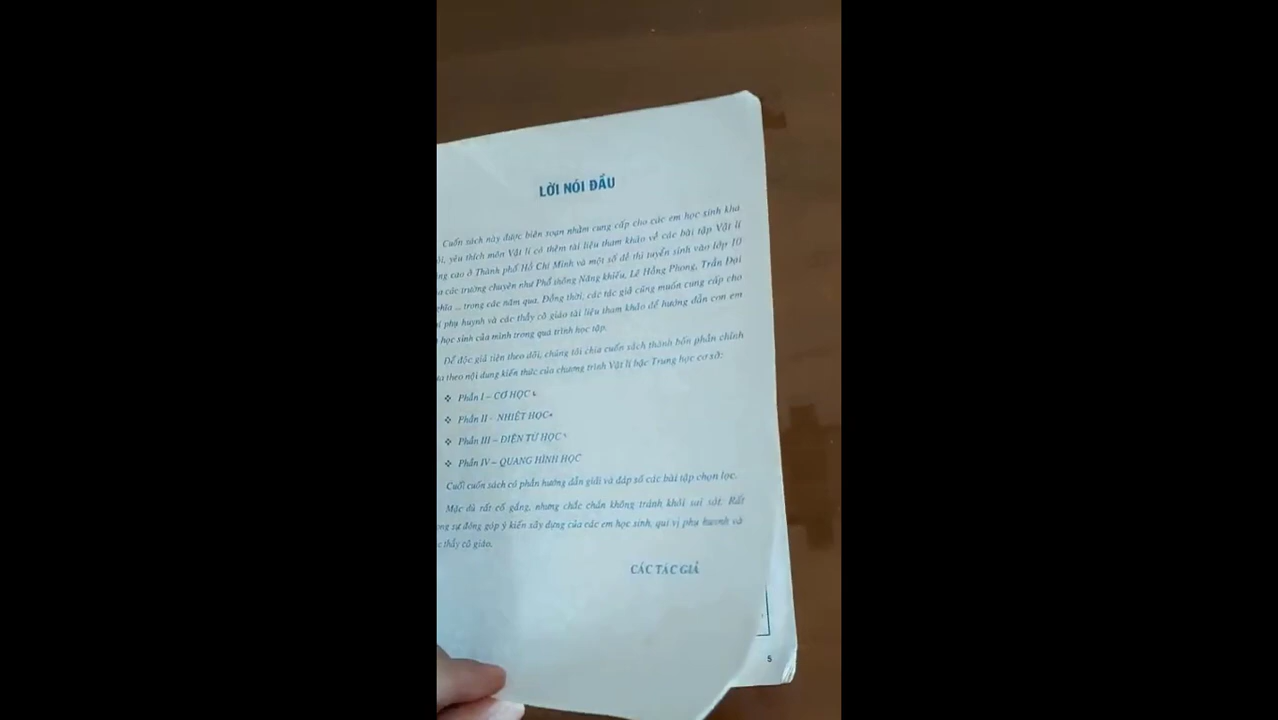 LỜI NÓI ĐẦU
Cuốn sách này được biên soạn nhằm cung cấp cho các em học sinh khá
yêu thích môn Vật lí có thêm tài liệu tham khảo về các bài tập Vật lí
cao ở Thành phố Hồ Chí Minh và một số đề thi tuyển sinh vào lớp 10
các trường chuyên như Phổ thông Năng khiếu, Lê Hồng Phong, Trần Đại
... trong các năm qua. Đồng thời, các tác giả cũng muốn cung cấp cho
phụ huynh và các thầy cô giáo tài liệu tham khảo để hướng dẫn con em
học sinh của mình trong quá trình học tập.
Để độc giả tiện theo dõi, chúng tôi chia cuốn sách thành bốn phần chính
theo nội dung kiến thức của chương trình Vật lí bậc Trung học cơ sở:
❖ Phần I – CƠ HỌC
❖ Phần II - NHIỆT HỌC
❖ Phần III – ĐIỆN TỪ HỌC
❖ Phần IV – QUANG HÌNH HỌC
Cuối cuốn sách có phần hướng dẫn giải và đáp số các bài tập chọn lọc.
Mặc dù rất cố gắng, nhưng chắc chắn không tránh khỏi sai sót. Rất
sự đóng góp ý kiến xây dựng của các em học sinh, quí vị phụ huynh và
thầy cô giáo.
CÁC TÁC GIẢ
5